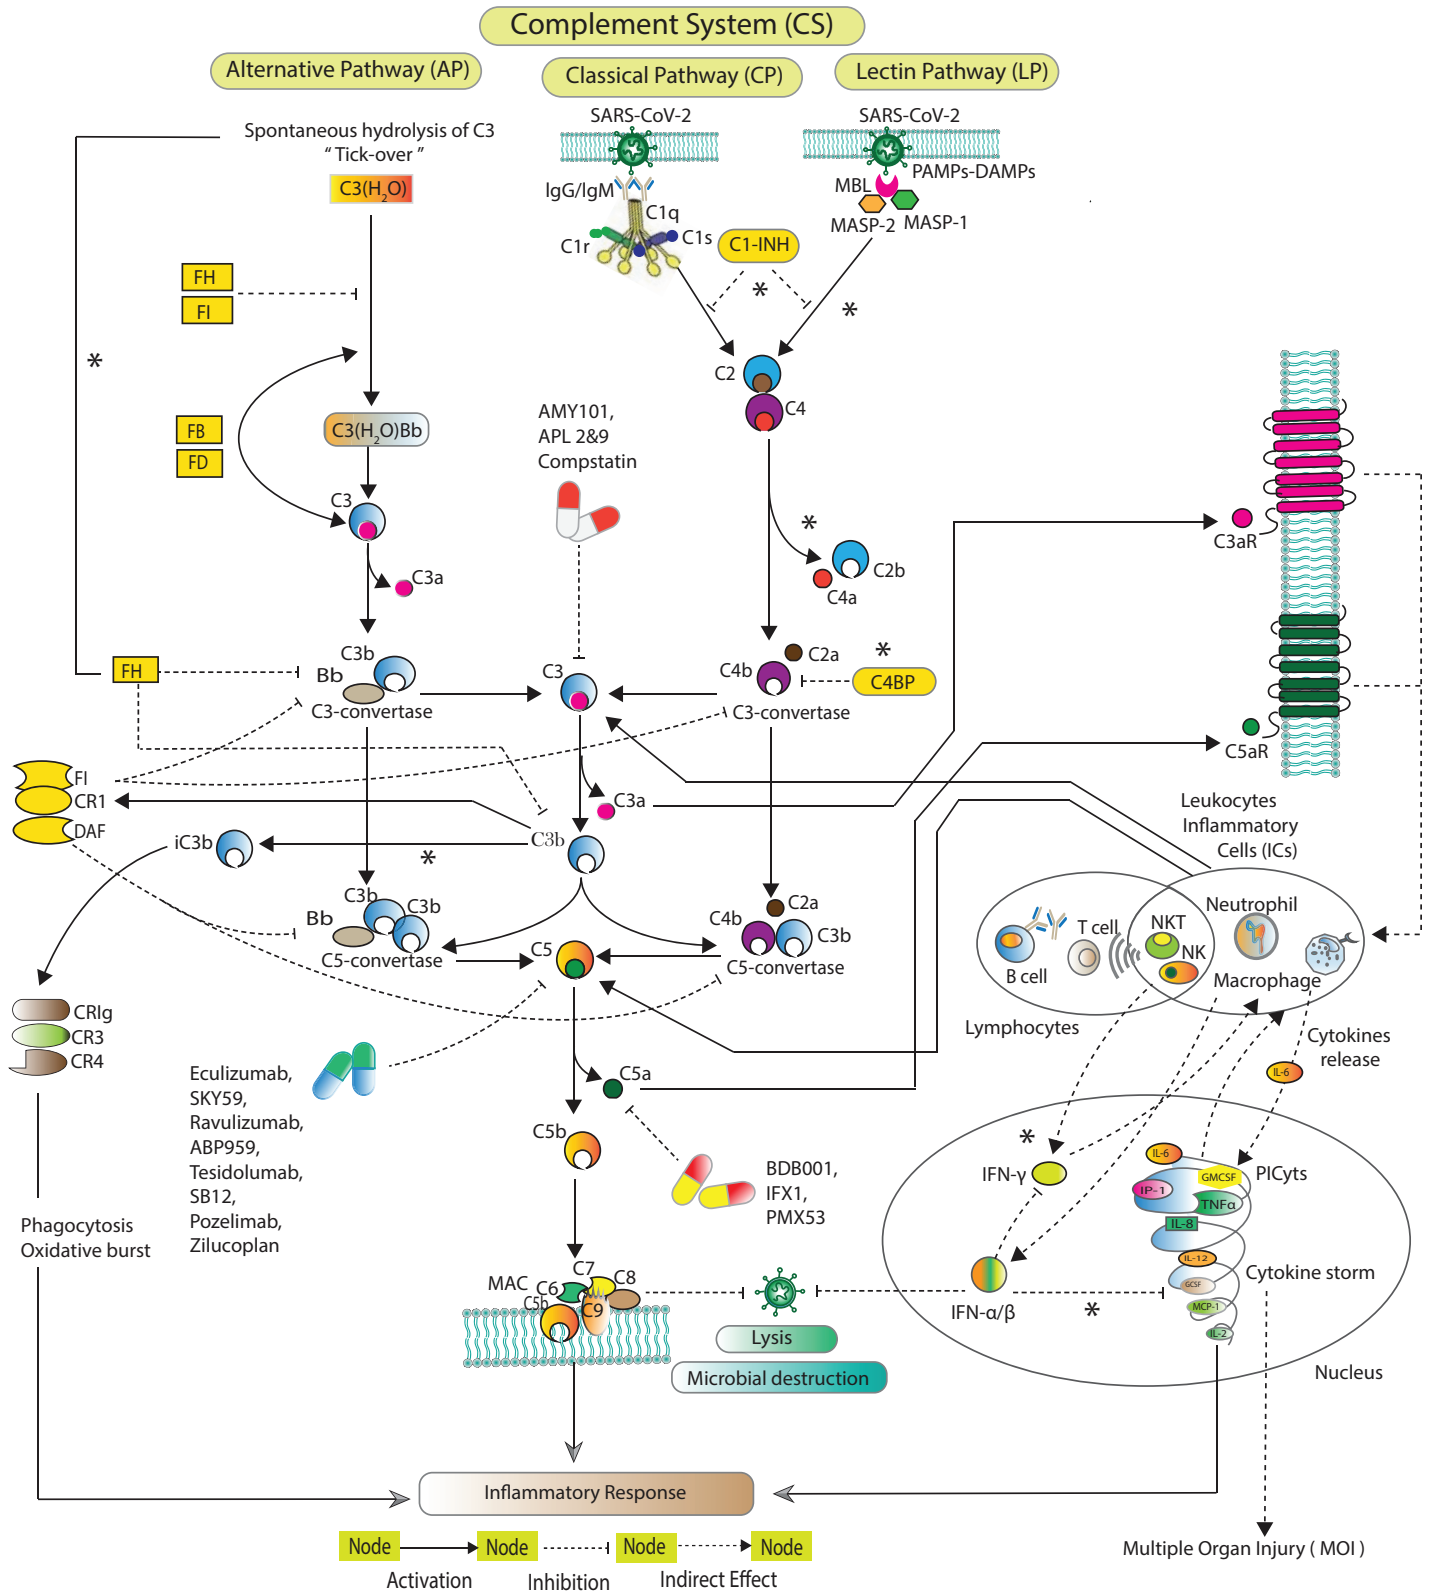 Complement System (CS)
Alternative Pathway (AP)
Classical Pathway (CP)
Lectin Pathway (LP)
Spontaneous hydrolysis of C3
" Tick-over "
C3(H2O)
SARS-CoV-2
IgG/IgM
C1q
C1r
C1s
C1-INH
*
SARS-CoV-2
PAMPs-DAMPs
MBL
MASP-2
MASP-1
*
FH
FI
*
FB
FD
C3(H2O)Bb
C3
C3a
C2
C4
AMY101,
APL 2&9
Compstatin
*
C2b
C4a
C3aR
C5aR
FH
C3b
Bb
C3-convertase
C3
C4b
C2a
C3-convertase
*
C4BP
FI
CR1
DAF
C3a
C3b
iC3b
*
Leukocytes
Inflammatory
Cells (ICs)
C3b
C3b
Bb
C5-convertase
C5
C2a
C4b
C3b
C5-convertase
B cell
T cell
NKT
NK
Neutrophil
Macrophage
Lymphocytes
Cytokines
release
IL-6
CRIg
CR3
CR4
Eculizumab,
SKY59,
Ravulizumab,
ABP959,
Tesidolumab,
SB12,
Pozelimab,
Zilucoplan
C5a
C5b
BDB001,
IFX1,
PMX53
*
IFN-γ
IL-6
GMCSF
PICyts
IP-1
TNFα
IL-8
IL-12
GCSF
MCP-1
IL-2
Cytokine storm
IFN-α/β
*
Nucleus
Phagocytosis
Oxidative burst
MAC
C5b
C6
C7
C8
C9
Lysis
Microbial destruction
Inflammatory Response
Multiple Organ Injury ( MOI )
Node
Node
Node
Node
Activation
Inhibition
Indirect Effect